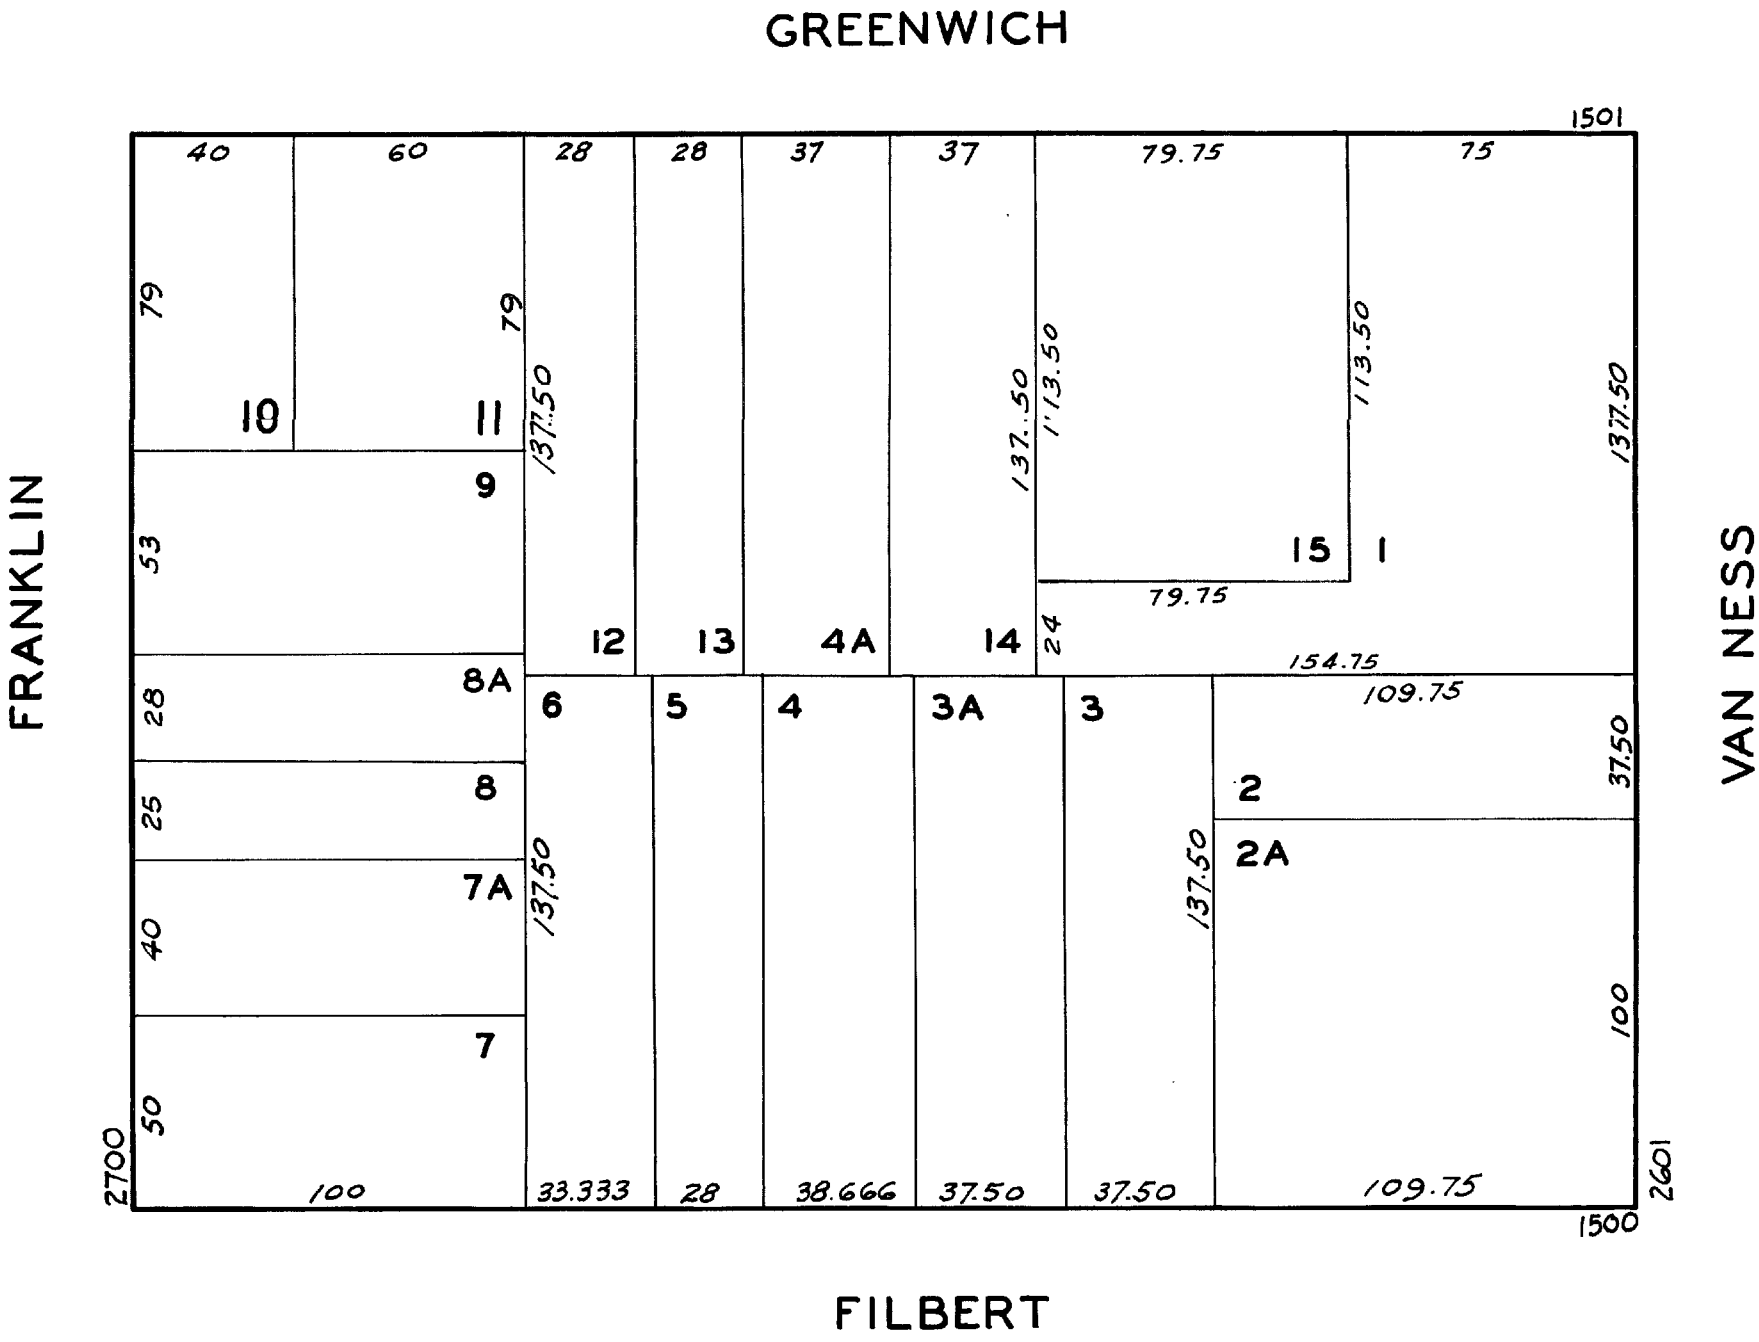 GREENWICH
1501
40 60 28 28 37 37 79.75 75
79 79 137.50 137.50 113.50 113.50 137.50
10 11
9
53
15 1
79.75
12 13 4A 14 24
154.75
FRANKLIN
VAN NESS
8A 6 5 4 3A 3 109.75
28 37.50
8 2
25 2A
7A 137.50 137.50
40 100
7
50
2700 2601
100 33.333 28 38.666 37.50 37.50 109.75
1500
FILBERT